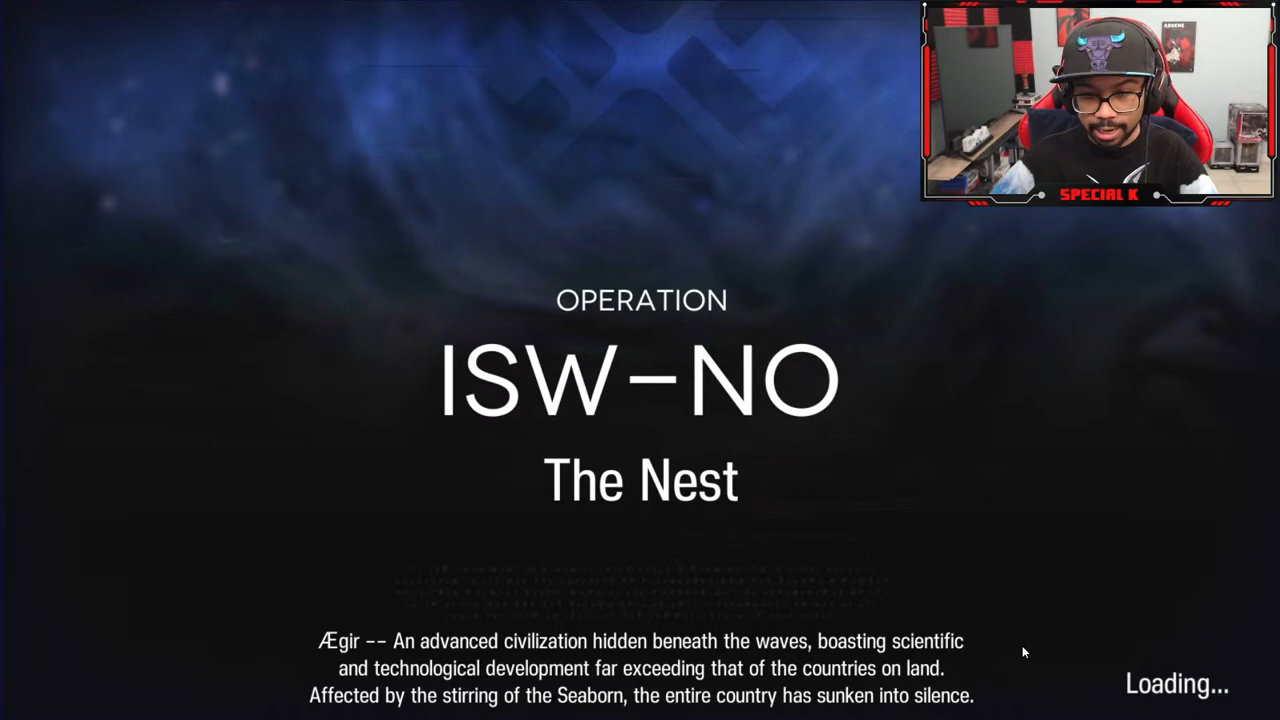 ARSENE
SPECIAL K
OPERATION
ISW-NO
The Nest
Ægir -- An advanced civilization hidden beneath the waves, boasting scientific
and technological development far exceeding that of the countries on land.
Affected by the stirring of the Seaborn, the entire country has sunken into silence.
Loading...